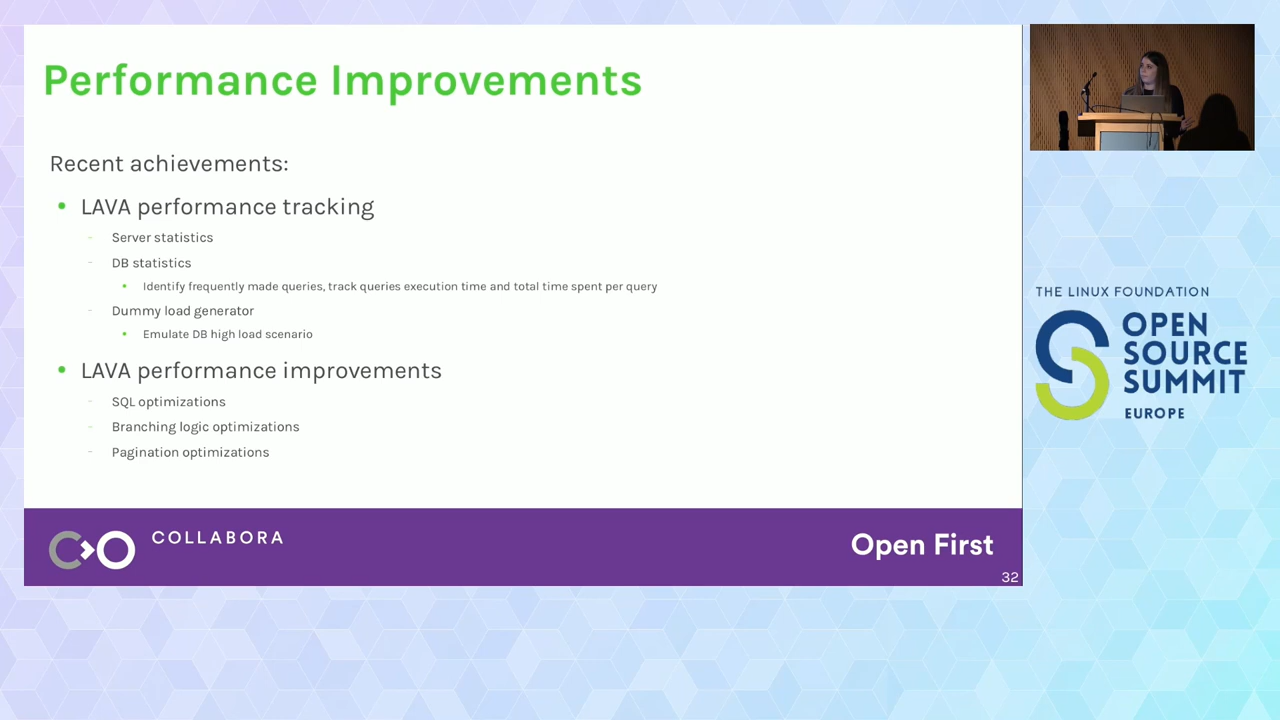 Performance Improvements
Recent achievements:
LAVA performance tracking
Server statistics
DB statistics
Identify frequently made queries, track queries execution time and total time spent per query
Dummy load generator
Emulate DB high load scenario
LAVA performance improvements
SQL optimizations
Branching logic optimizations
Pagination optimizations
COLLABORA
Open First
32
THE LINUX FOUNDATION
OPEN
SOURCE
SUMMIT
EUROPE